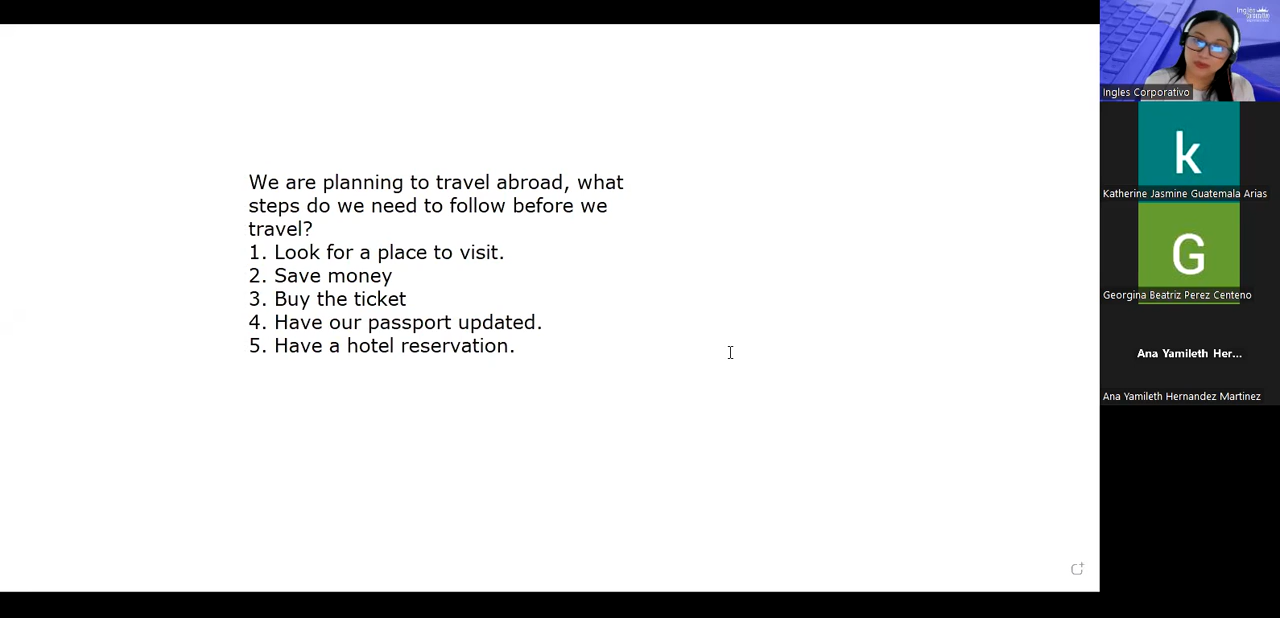 We are planning to travel abroad, what
steps do we need to follow before we
travel?
1. Look for a place to visit.
2. Save money
3. Buy the ticket
4. Have our passport updated.
5. Have a hotel reservation.
Ingles
Ingles Corporativo
k
Katherine Jasmine Guatemala Arias
G
Georgina Beatriz Perez Centeno
Ana Yamileth Her...
Ana Yamileth Hernandez Martinez